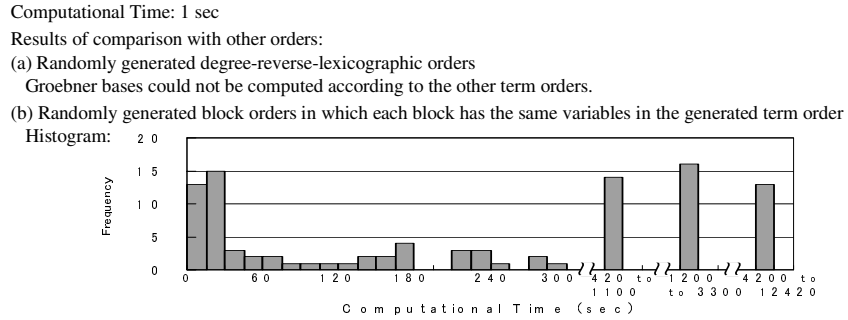 Computational Time: 1 sec
Results of comparison with other orders:
(a) Randomly generated degree-reverse-lexicographic orders
Groebner bases could not be computed according to the other term orders.
(b) Randomly generated block orders in which each block has the same variables in the generated term order
Histogram:
20
15
10
5
0
Frequency
0 60 120 180 240 300 420 to 1200 4200 to
1100 to 3300 12420
Computational Time (sec)